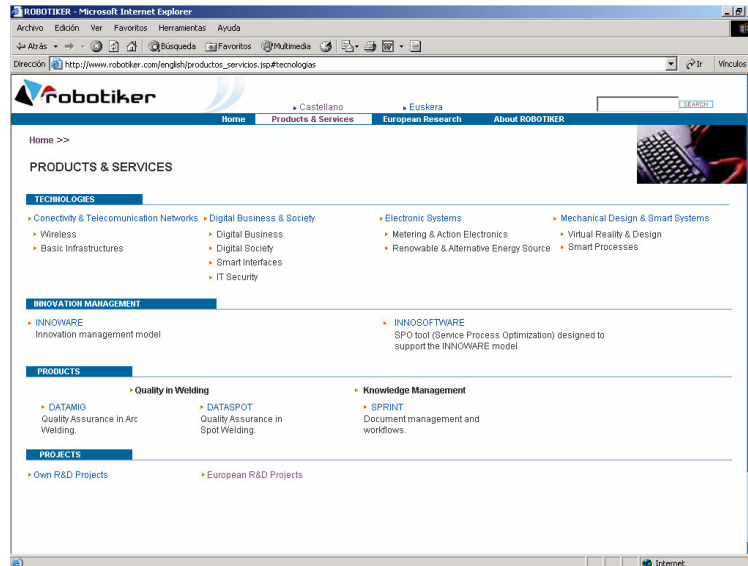 ROBOTIKER - Microsoft Internet Explorer
Archivo Edición Ver Favoritos Herramientas Ayuda
Atrás Búsqueda Favoritos Multimedia
Dirección http://www.robotiker.com/english/productos_servicios.jsp#tecnologias Ir Vínculos
robotiker
Castellano Euskera SEARCH
Home Products & Services European Research About ROBOTIKER
Home >>
PRODUCTS & SERVICES
TECHNOLOGIES
Conectivity & Telecomunication Networks Digital Business & Society Electronic Systems Mechanical Design & Smart Systems
Wireless Digital Business Metering & Action Electronics Virtual Reality & Design
Basic Infrastructures Digital Society Renowable & Alternative Energy Source Smart Processes
Smart Interfaces
IT Security
INNOVATION MANAGEMENT
INNOWARE INNOSOFTWARE
Innovation management model SPO tool (Service Process Optimization) designed to
support the INNOWARE model
PRODUCTS
Quality in Welding Knowledge Management
DATAMIG DATASPOT SPRINT
Quality Assurance in Arc Quality Assurance in Document management and
Welding. Spot Welding. workflows.
PROJECTS
Own R&D Projects European R&D Projects
Internet